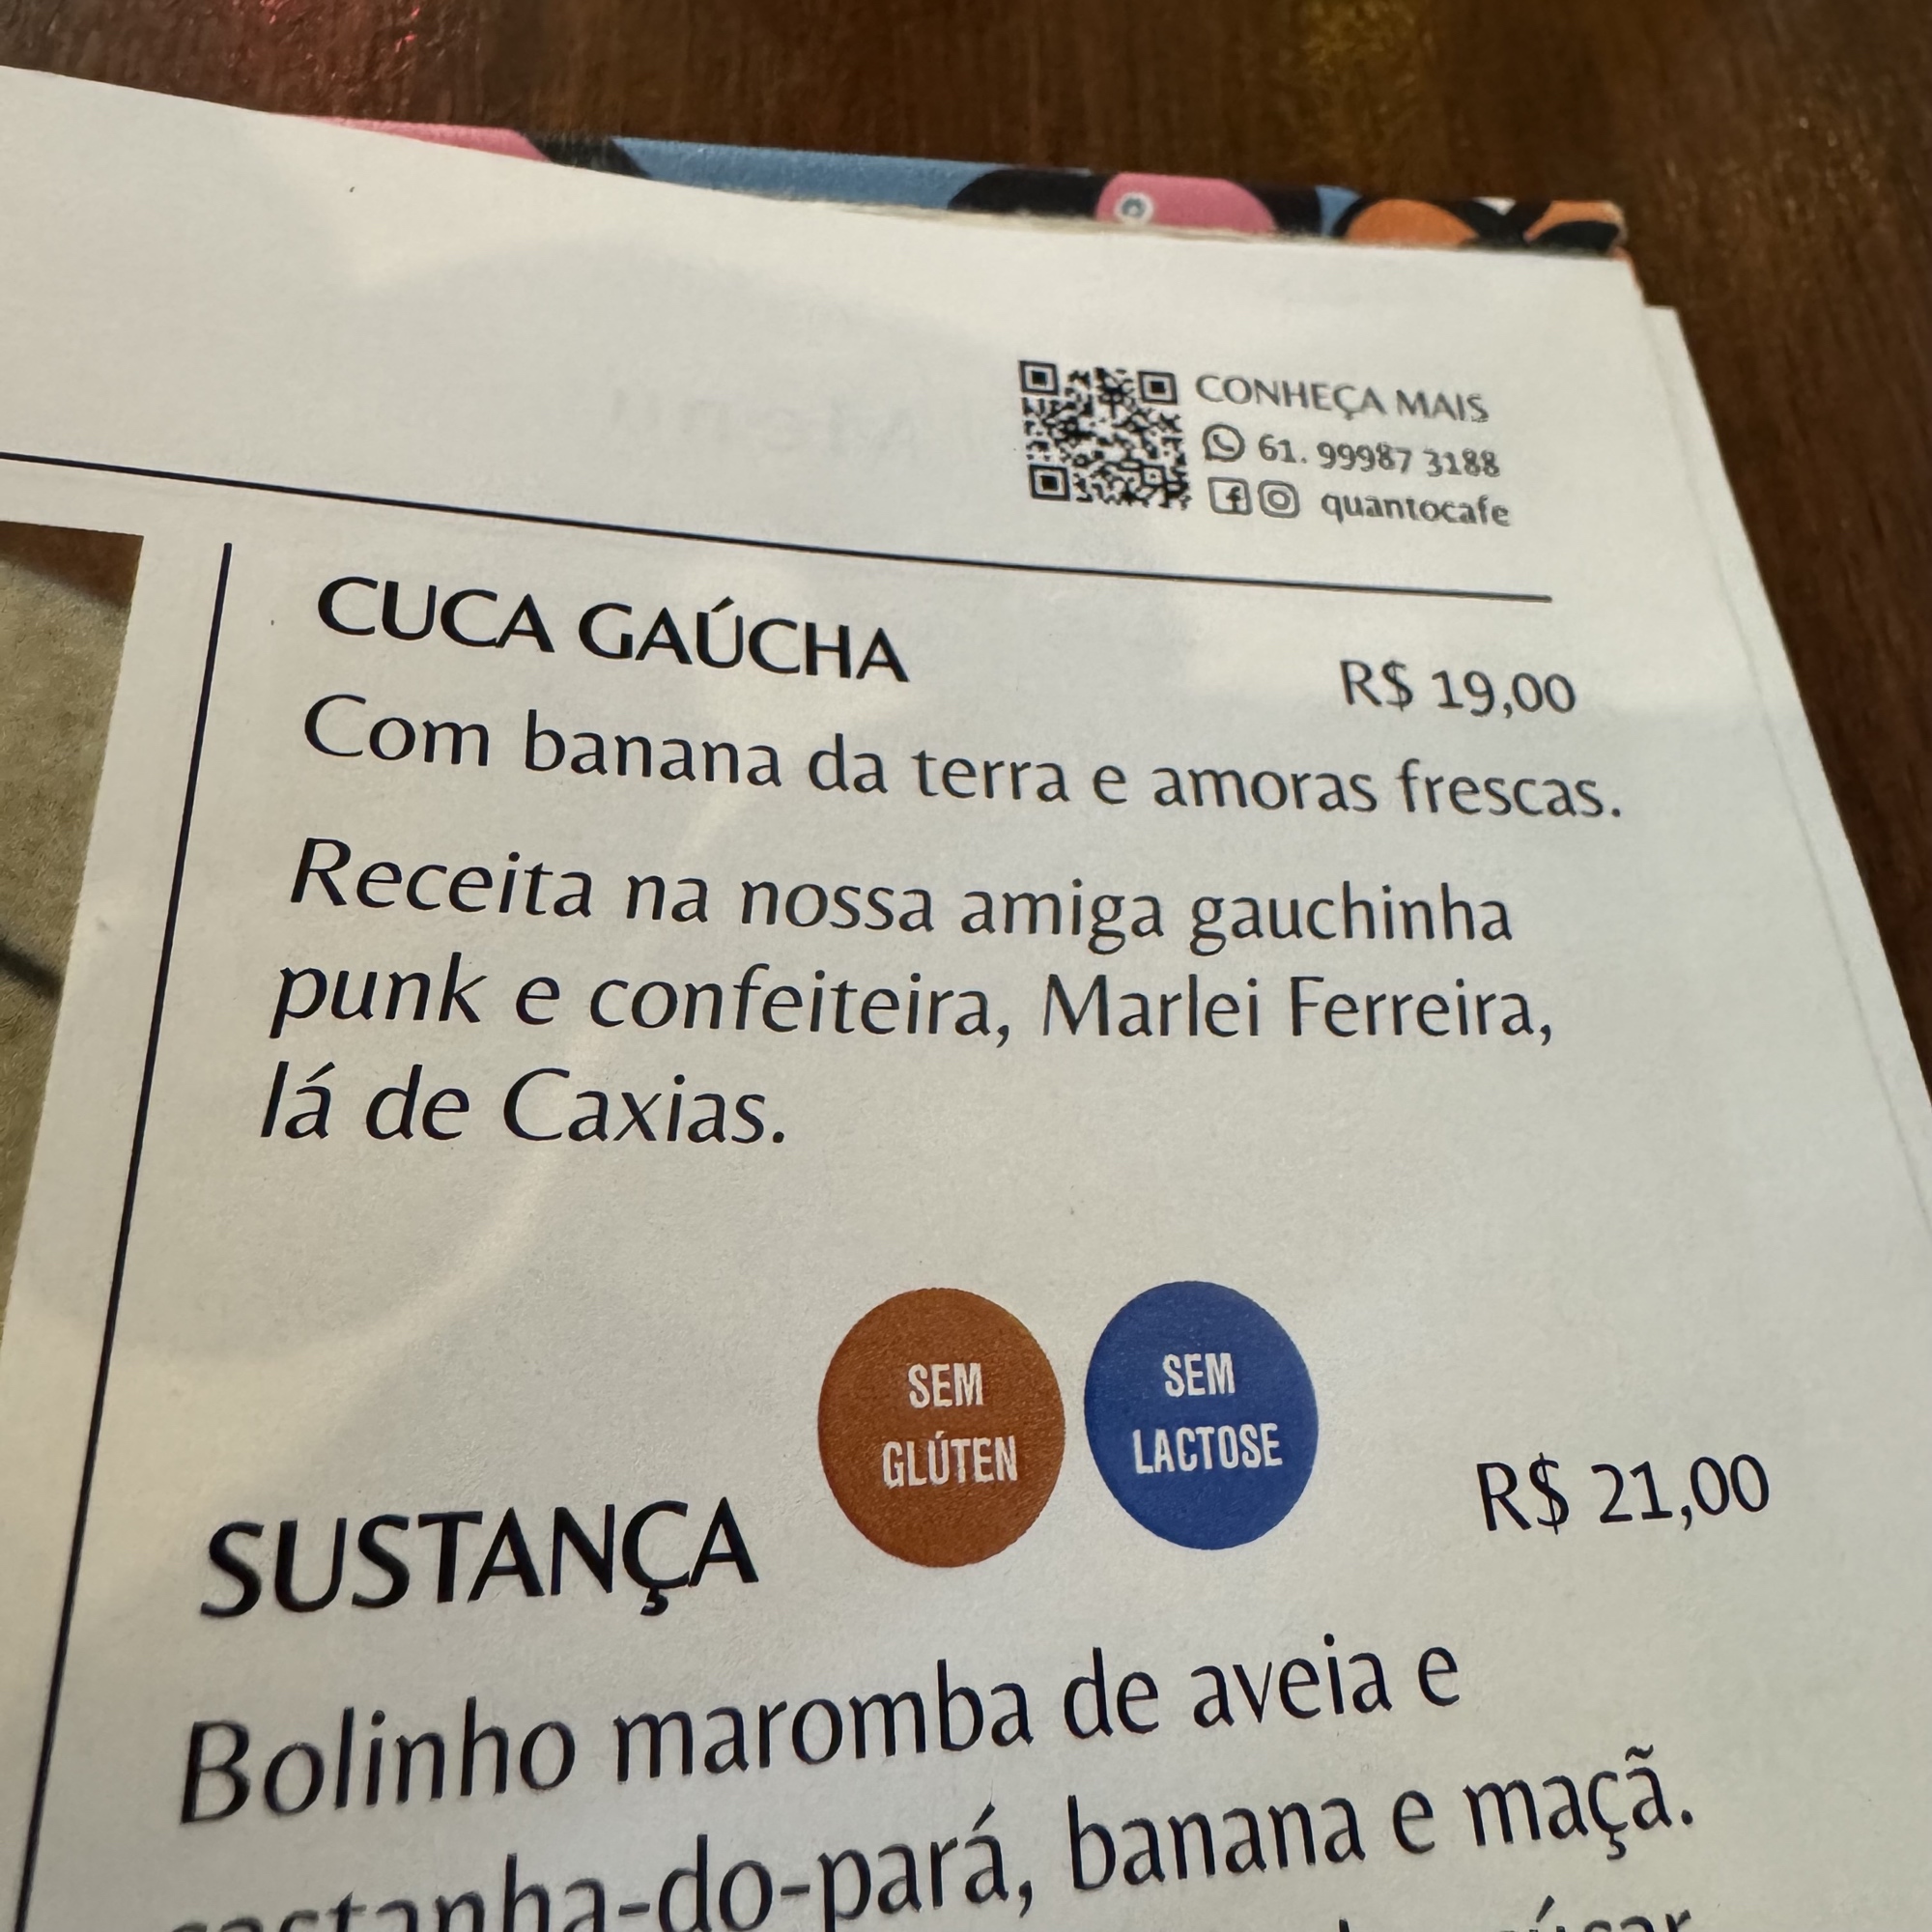 CONHEÇA MAIS
61. 99987 3188
quantocafe
CUCA GAÚCHA
R$ 19,00
Com banana da terra e amoras frescas.
Receita na nossa amiga gauchinha
punk e confeiteira, Marlei Ferreira,
lá de Caxias.
SEM
GLÚTEN
SEM
LACTOSE
SUSTANÇA
R$ 21,00
Bolinho maromba de aveia e
castanha-do-pará, banana e maçã.